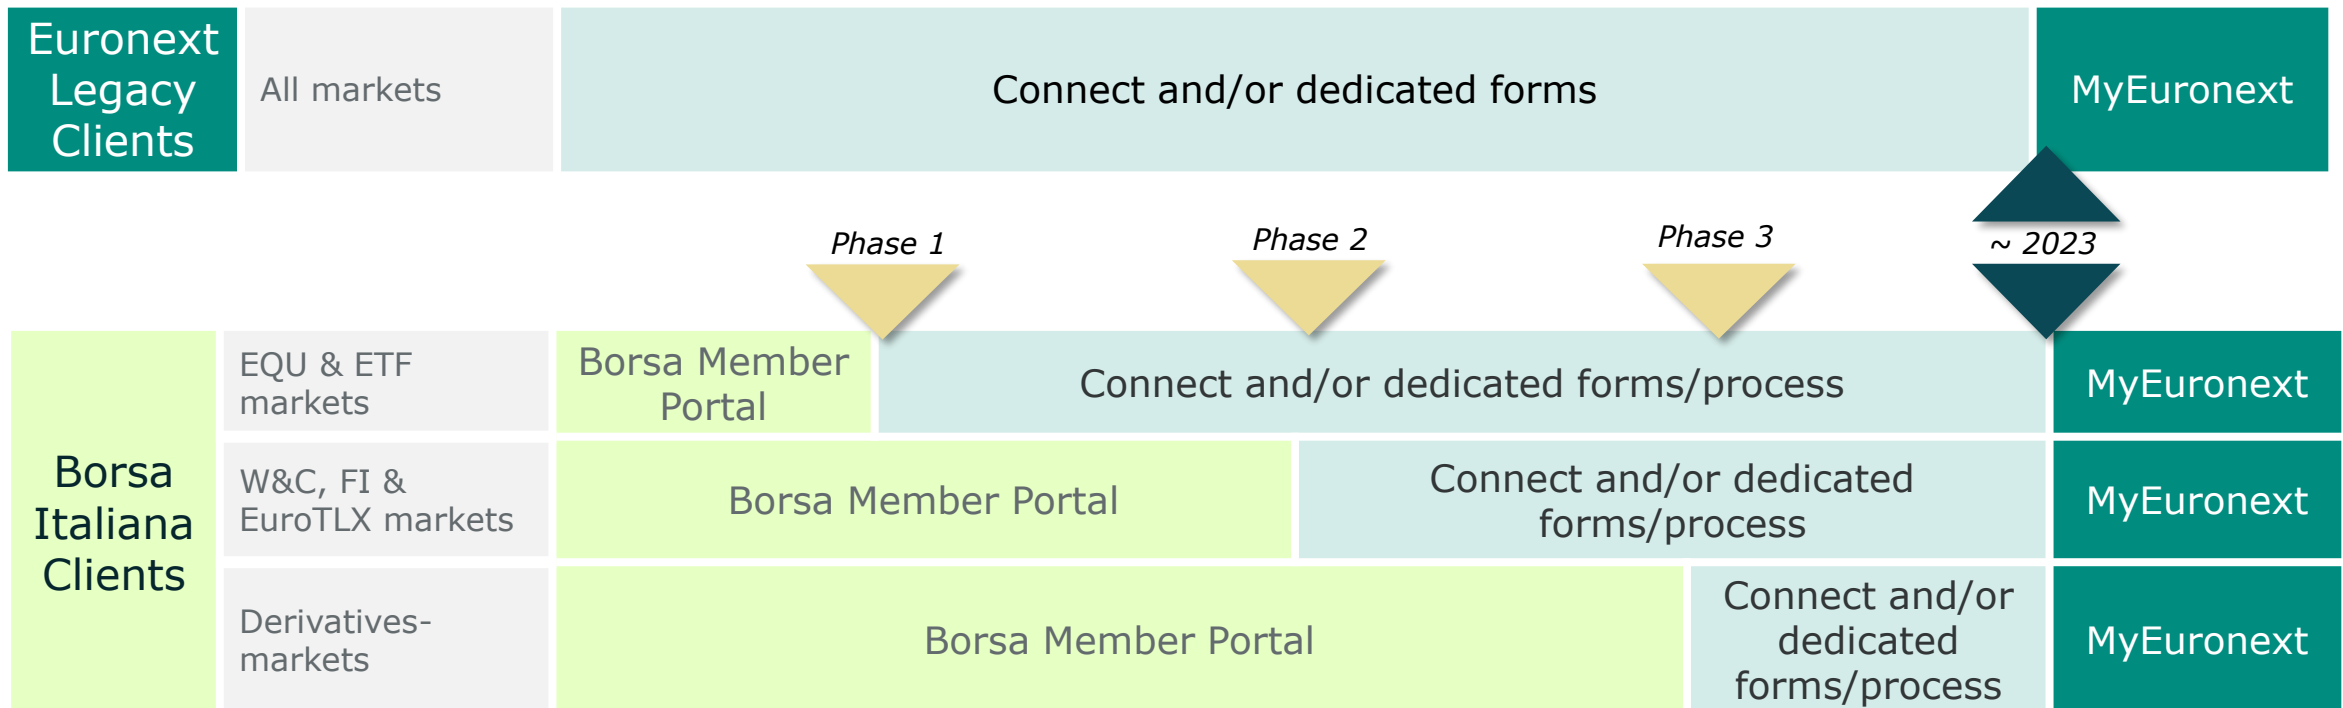 Euronext
Legacy
Clients
All markets
Connect and/or dedicated forms
MyEuronext
Phase 1
Phase 2
Phase 3
~ 2023
Borsa
Italiana
Clients
EQU & ETF
markets
Borsa Member
Portal
Connect and/or dedicated forms/process
MyEuronext
W&C, FI &
EuroTLX markets
Borsa Member Portal
Connect and/or dedicated
forms/process
MyEuronext
Derivatives-
markets
Borsa Member Portal
Connect and/or
dedicated
forms/process
MyEuronext